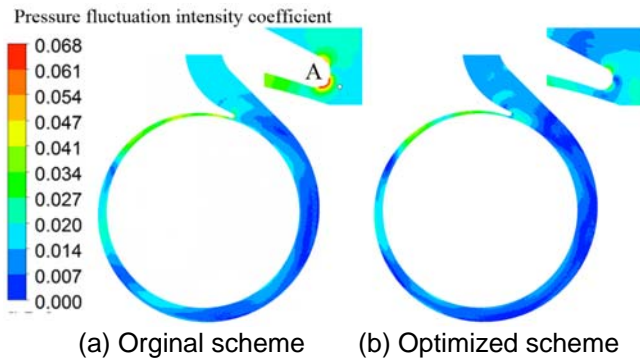 Pressure fluctuation intensity coefficient
0.068
0.061
0.054
0.047
0.041
0.034
0.027
0.020
0.014
0.007
0.000
A
(a) Orginal scheme
(b) Optimized scheme